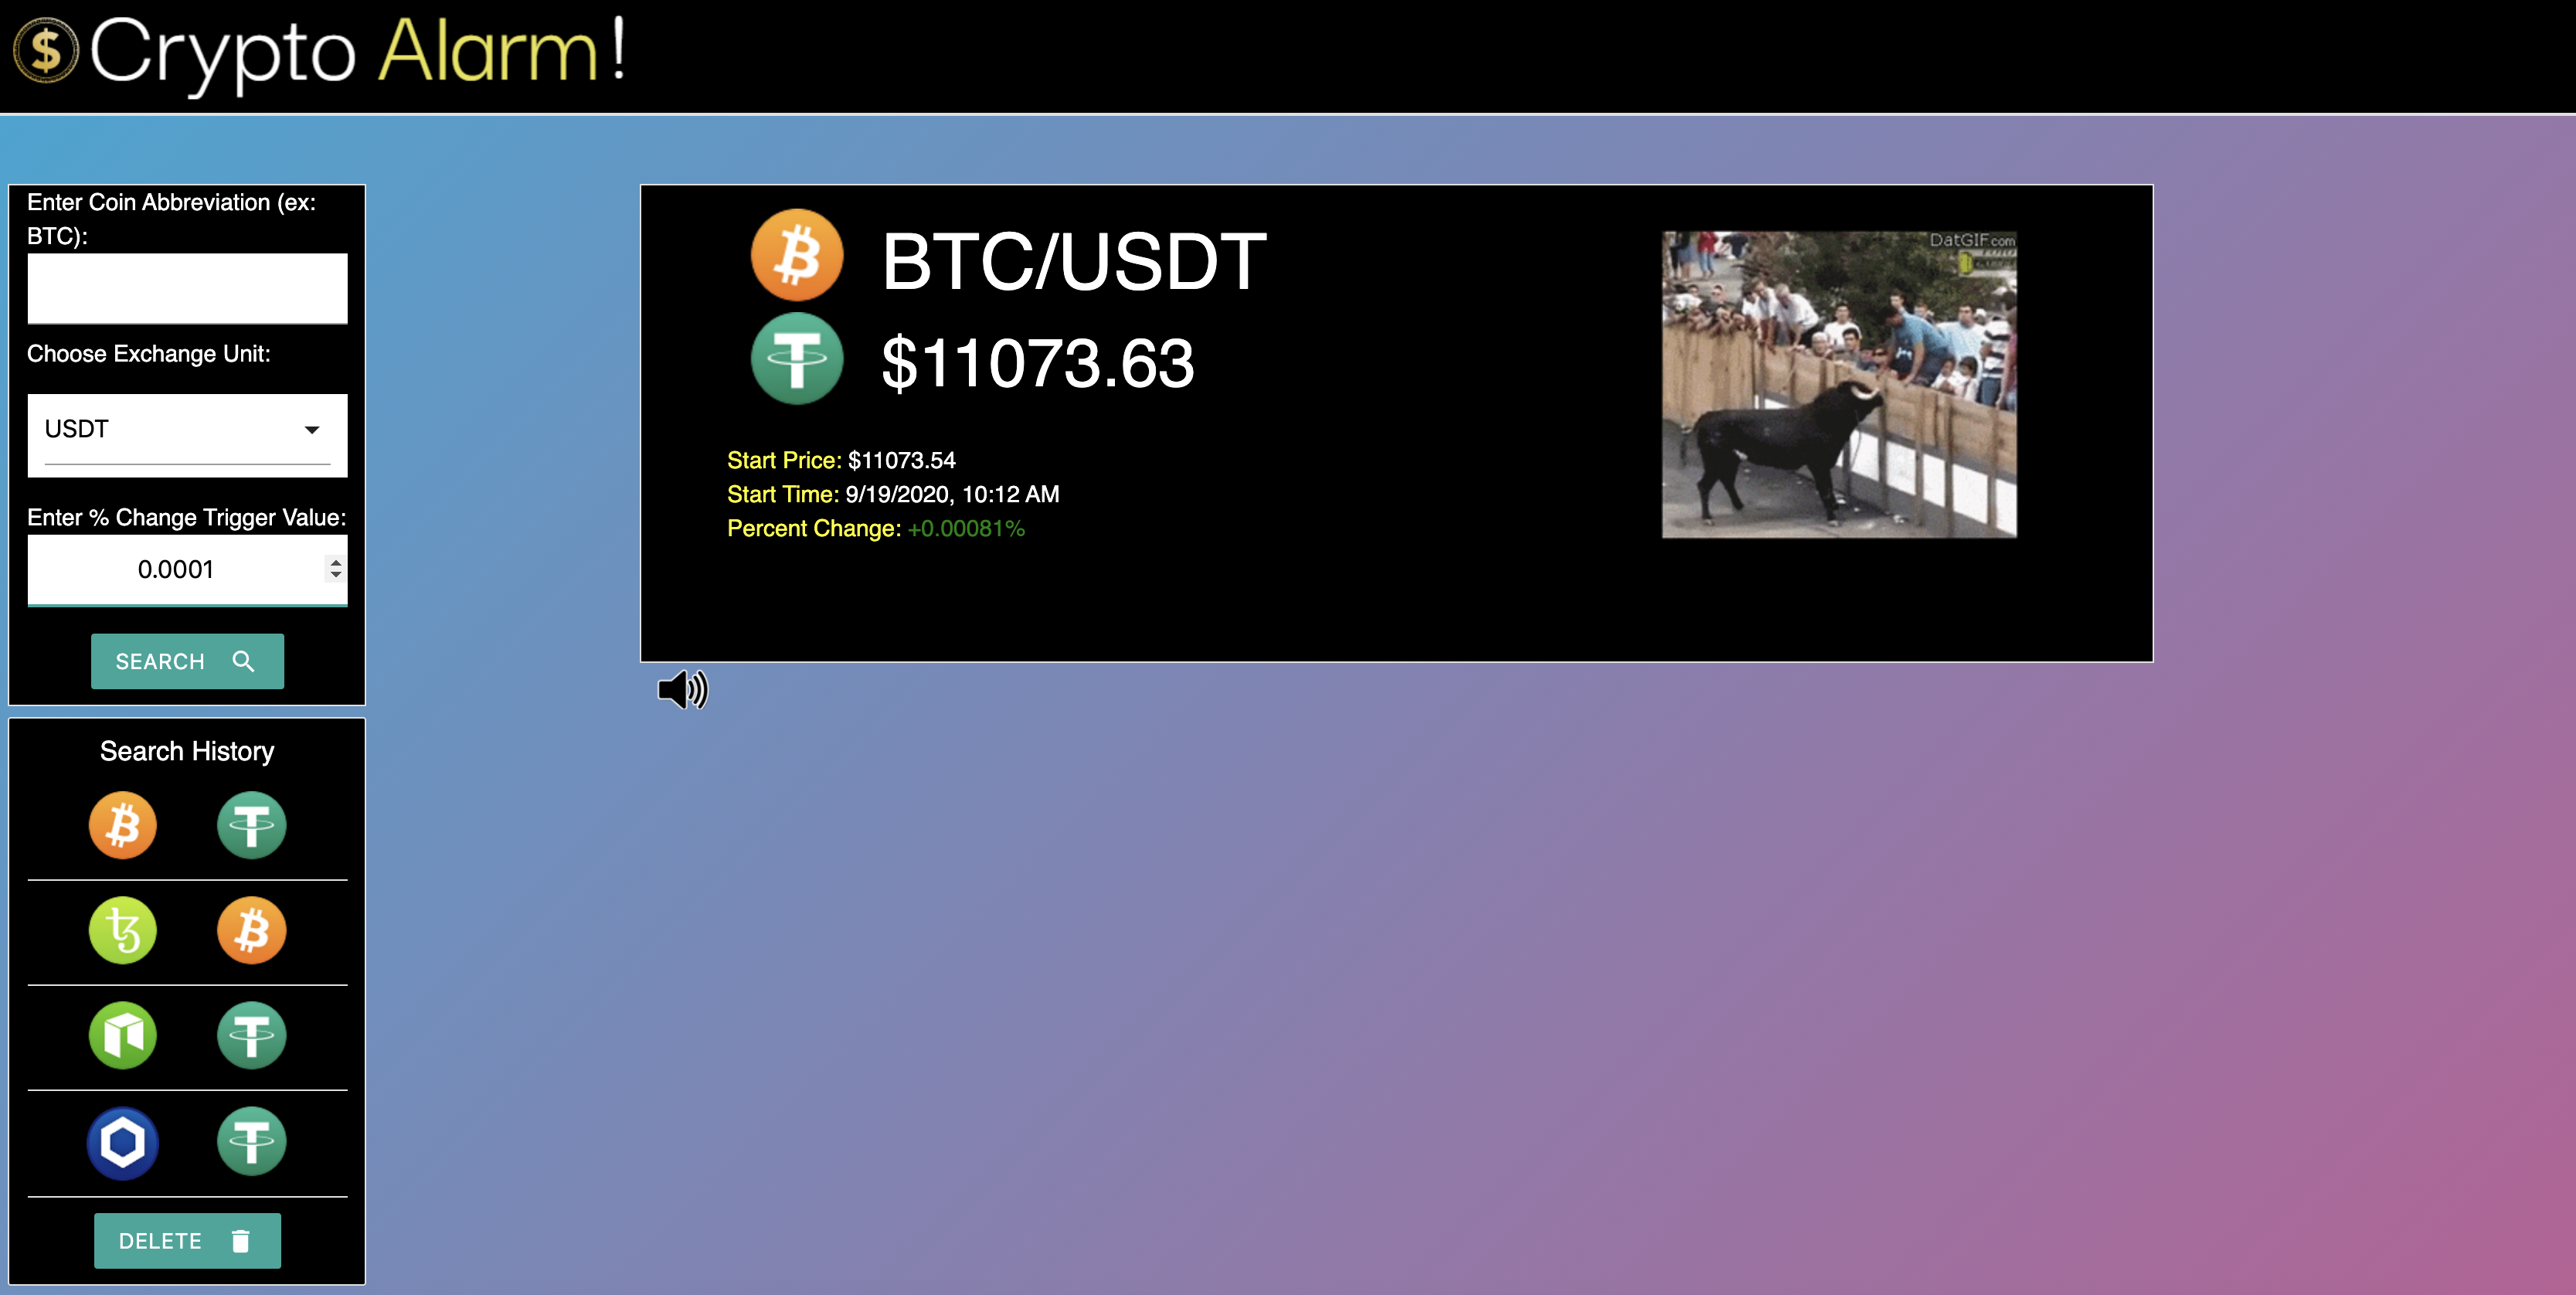 Crypto Alarm!
Enter Coin Abbreviation (ex:
BTC):
Choose Exchange Unit:
USDT
Enter % Change Trigger Value:
0.0001
SEARCH
Search History
DELETE
BTC/USDT
$11073.63
Start Price: $11073.54
Start Time: 9/19/2020, 10:12 AM
Percent Change: +0.00081%
DatGIF.com